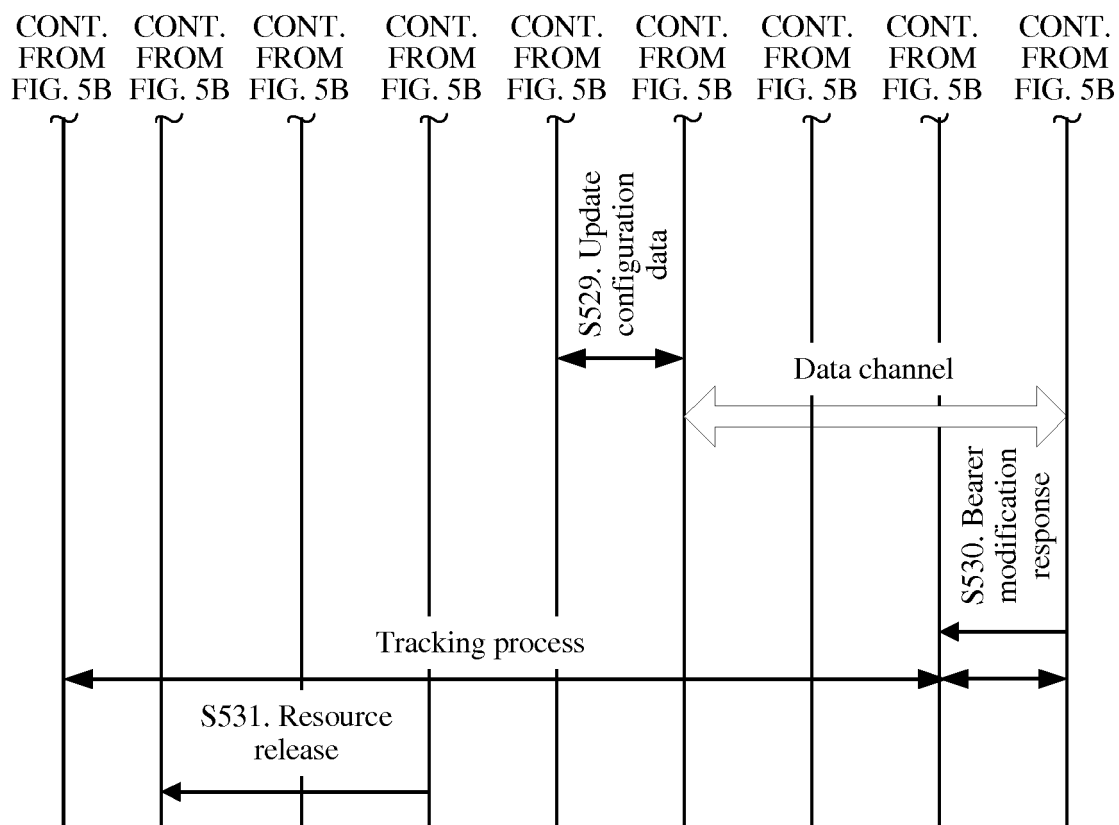 CONT. FROM FIG. 5B
CONT. FROM FIG. 5B
CONT. FROM FIG. 5B
CONT. FROM FIG. 5B
CONT. FROM FIG. 5B
CONT. FROM FIG. 5B
CONT. FROM FIG. 5B
CONT. FROM FIG. 5B
CONT. FROM FIG. 5B
S529. Update
configuration
data
Data channel
S530. Bearer
modification
response
Tracking process
S531. Resource
release